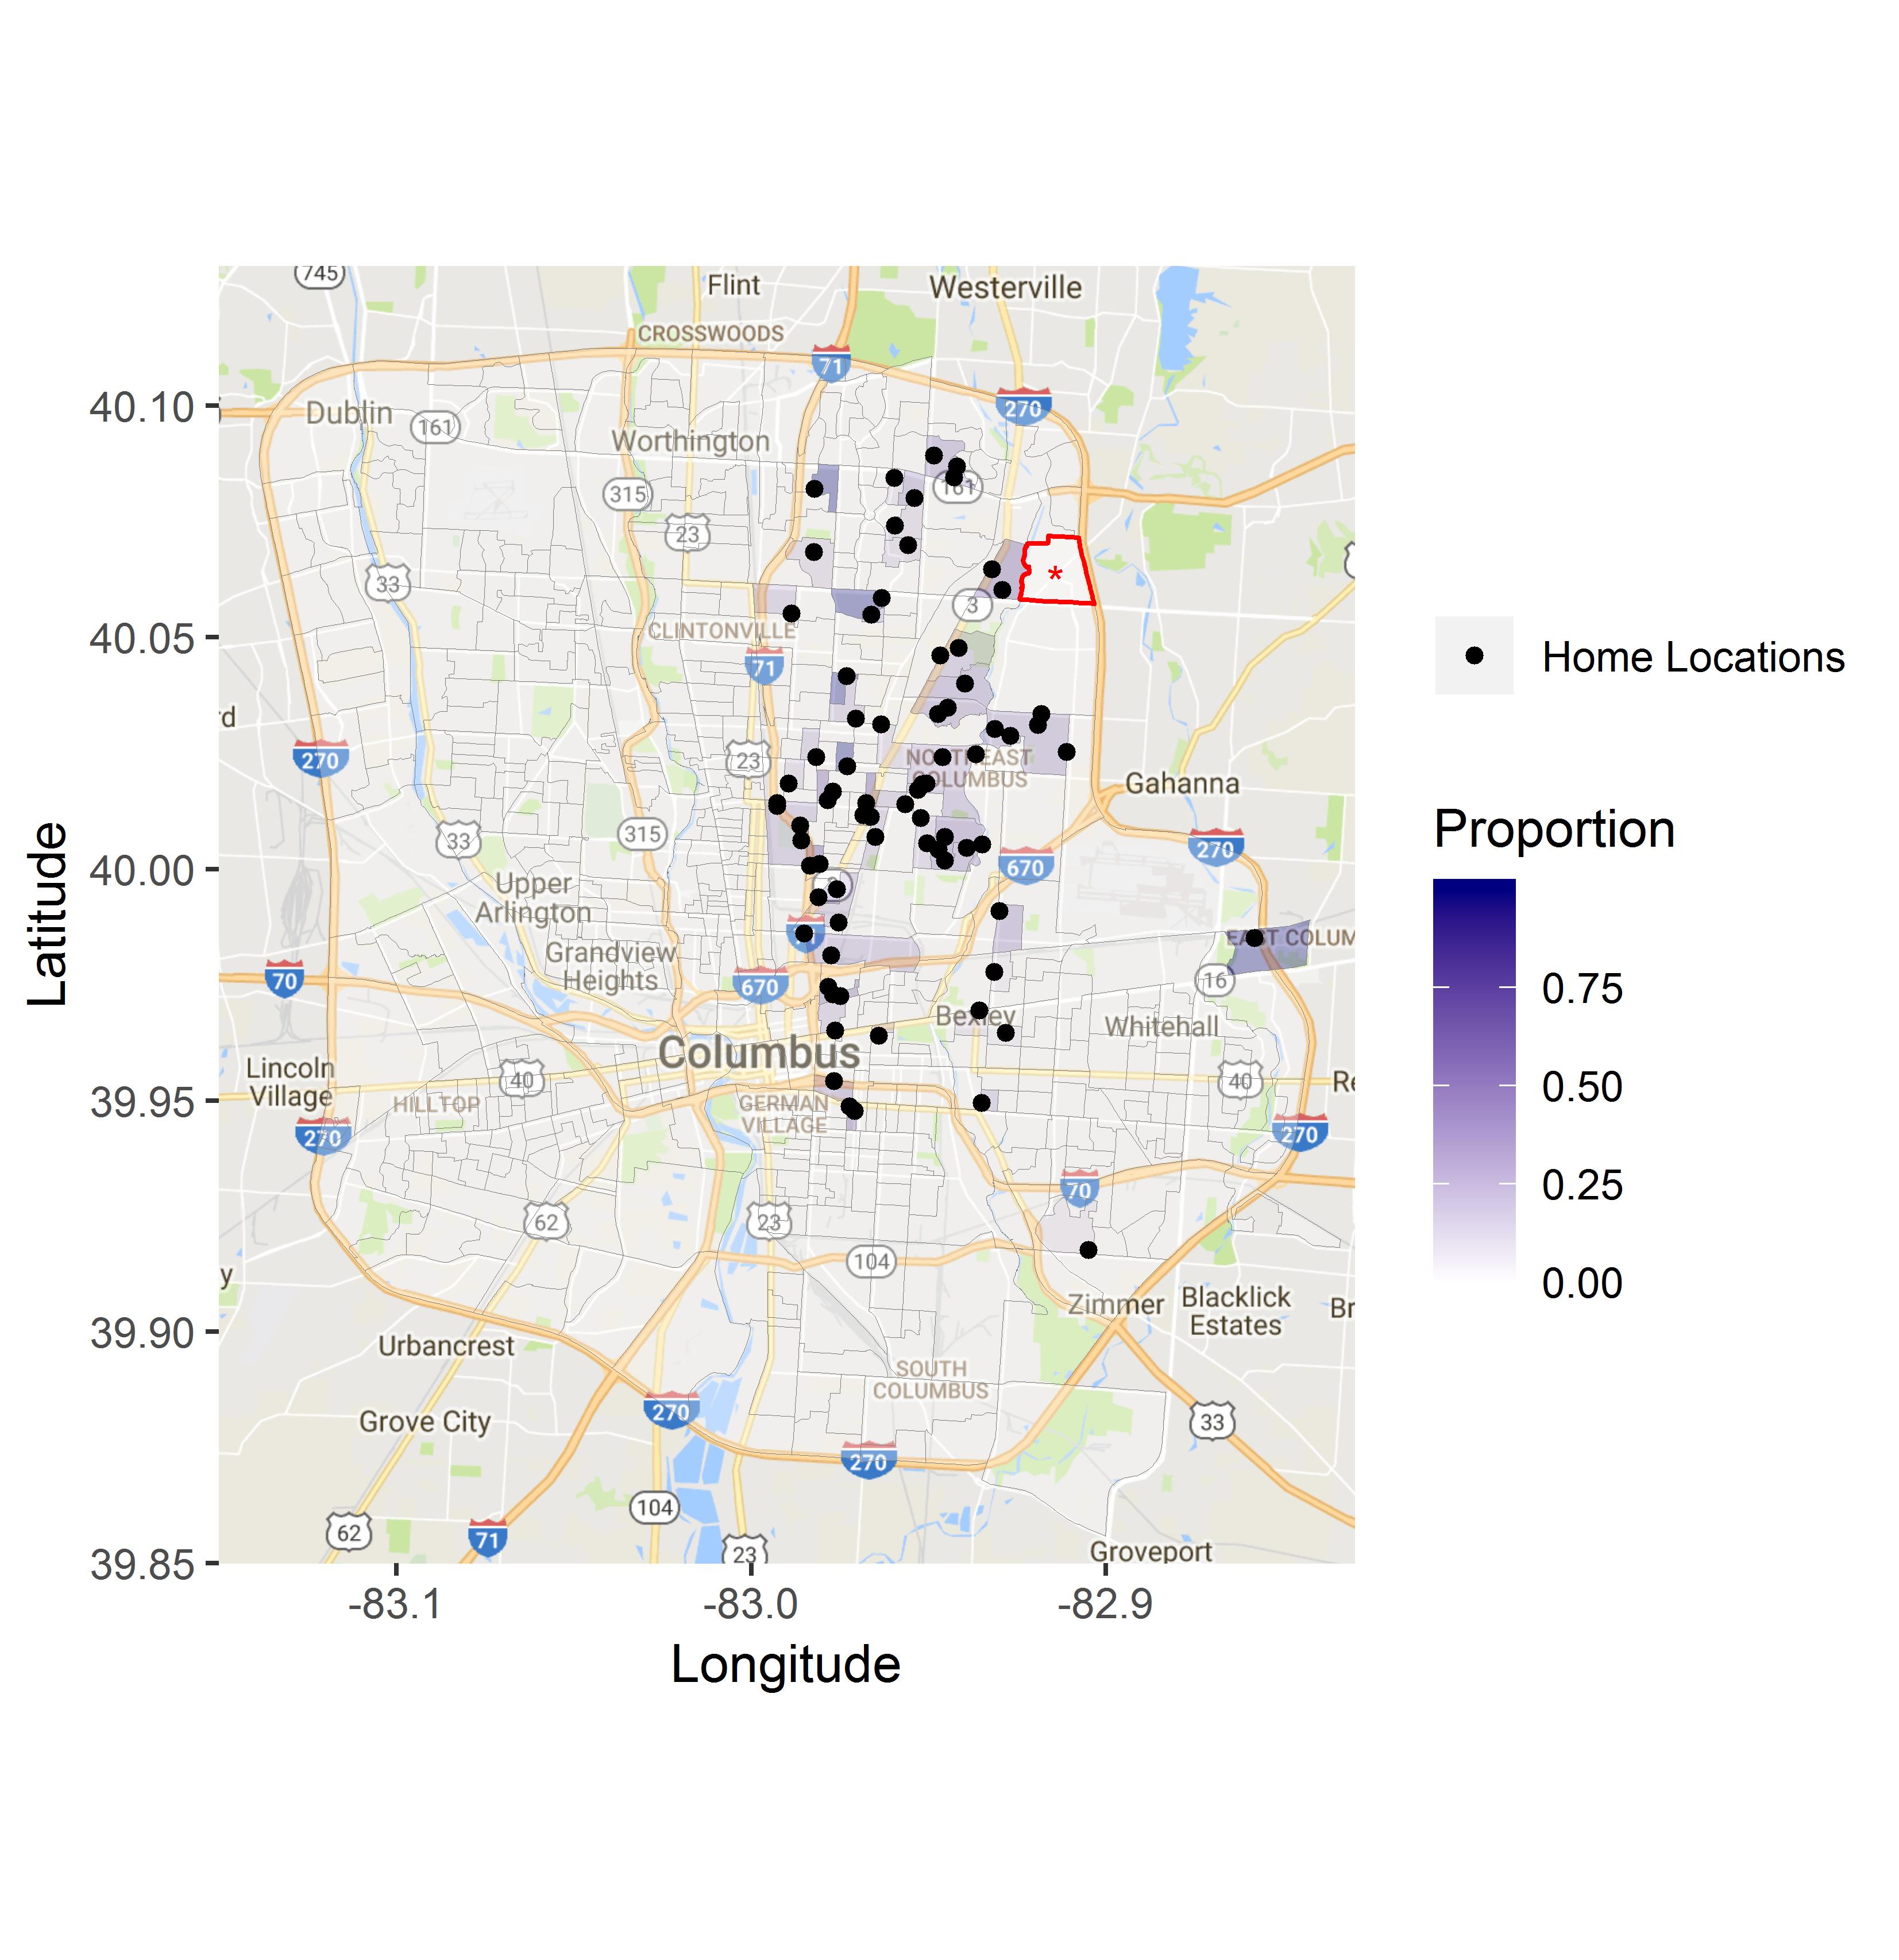 745
Flint
Westerville
CROSSWOODS
71
40.10
Dublin
161
270
Worthington
315
161
23
33
*
3
40.05
CLINTONVILLE
71
Home Locations
rd
270
23
NORTHEAST
COLUMBUS
Gahanna
Proportion
33
315
270
40.00
670
Upper
Arlington
Latitude
Grandview
Heights
EAST COLUM
70
670
16
0.75
Bexley
Whitehall
Columbus
Lincoln
Village
40
40
Re
0.50
39.95
HILLTOP
GERMAN
VILLAGE
270
270
70
0.25
62
23
104
y
0.00
Zimmer
Blacklick
Estates
Br
39.90
Urbancrest
SOUTH
COLUMBUS
Grove City
270
33
270
104
62
71
23
Groveport
39.85
-83.1
-83.0
-82.9
Longitude